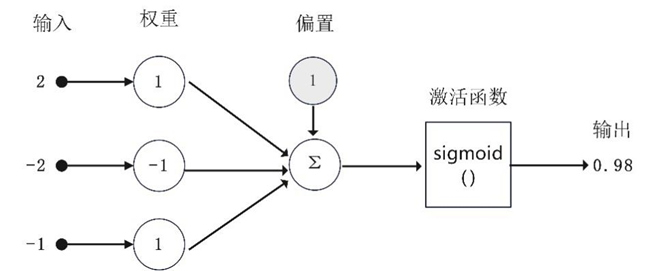 输入 权重 偏置
2 1 1
激活函数
输出
-2 -1 Σ sigmoid
() 0.98
-1 1